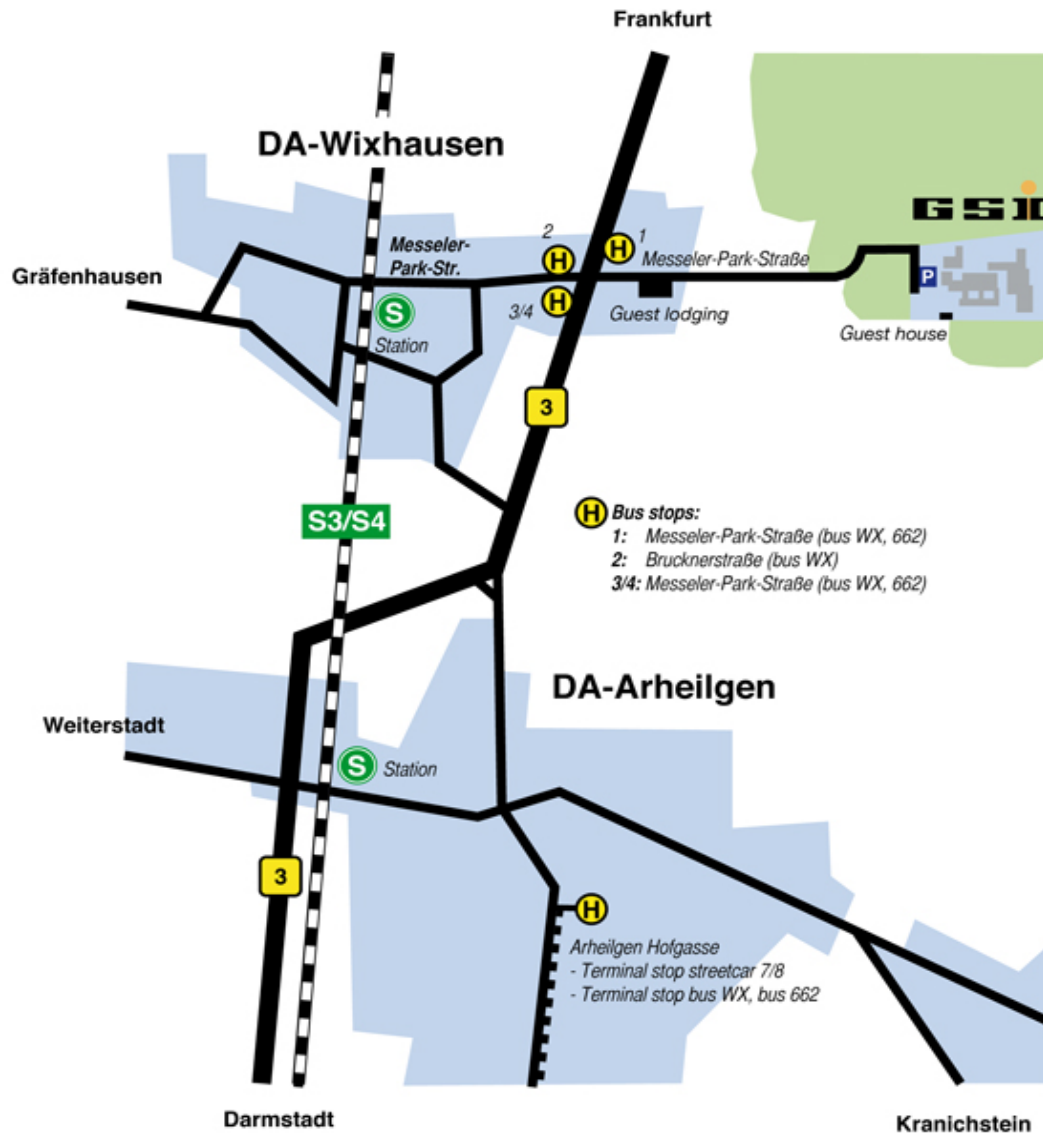 Frankfurt
DA-Wixhausen
GSI
2
1
Messeler-
Park-Str.
Messeler-Park-Straße
H
H
Gräfenhausen
P
3/4
H
S
Guest lodging
Station
Guest house
3
S3/S4
H Bus stops:
1: Messeler-Park-Straße (bus WX, 662)
2: Brucknerstraße (bus WX)
3/4: Messeler-Park-Straße (bus WX, 662)
DA-Arheilgen
Weiterstadt
S Station
3
H
Arheilgen Hofgasse
- Terminal stop streetcar 7/8
- Terminal stop bus WX, bus 662
Darmstadt
Kranichstein